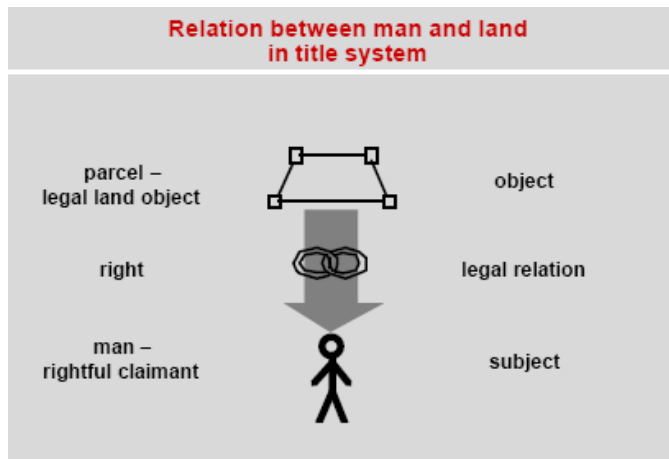 Relation between man and land
in title system
parcel –
legal land object
object
right
legal relation
man –
rightful claimant
subject